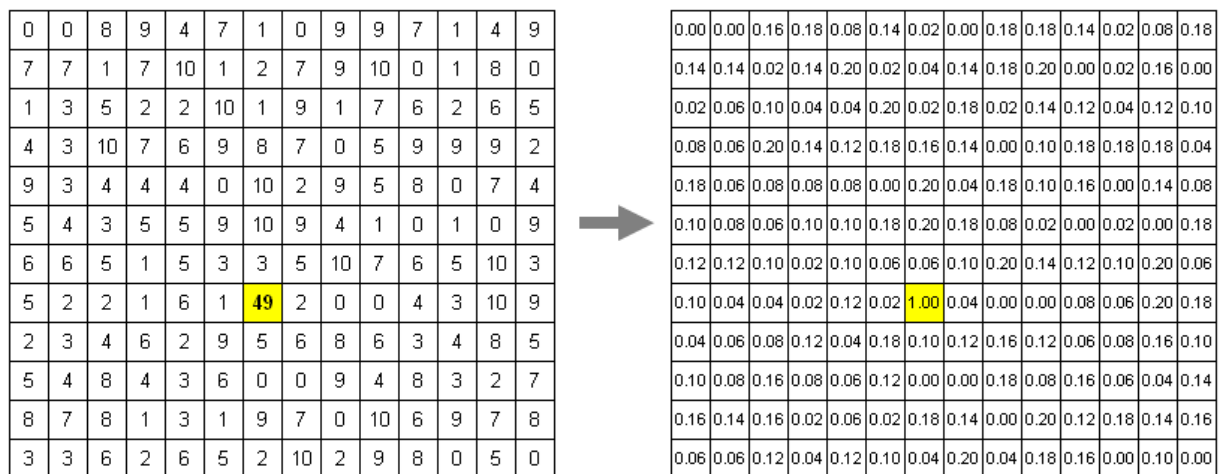 0 0 8 9 4 7 1 0 9 9 7 1 4 9
7 7 1 7 10 1 2 7 9 10 0 1 8 0
1 3 5 2 2 10 1 9 1 7 6 2 6 5
4 3 10 7 6 9 8 7 0 5 9 9 9 2
9 3 4 4 4 0 10 2 9 5 8 0 7 4
5 4 3 5 5 9 10 9 4 1 0 1 0 9
6 6 5 1 5 3 3 5 10 7 6 5 10 3
5 2 2 1 6 1 49 2 0 0 4 3 10 9
2 3 4 6 2 9 5 6 8 6 3 4 8 5
5 4 8 4 3 6 0 0 9 4 8 3 2 7
8 7 8 1 3 1 9 7 0 10 6 9 7 8
3 3 6 2 6 5 2 10 2 9 8 0 5 0
0.00 0.00 0.16 0.18 0.08 0.14 0.02 0.00 0.18 0.18 0.14 0.02 0.08 0.18
0.14 0.14 0.02 0.14 0.20 0.02 0.04 0.14 0.18 0.20 0.00 0.02 0.16 0.00
0.02 0.06 0.10 0.04 0.04 0.20 0.02 0.18 0.02 0.14 0.12 0.04 0.12 0.10
0.08 0.06 0.20 0.14 0.12 0.18 0.16 0.14 0.00 0.10 0.18 0.18 0.18 0.04
0.18 0.06 0.08 0.08 0.08 0.00 0.20 0.04 0.18 0.10 0.16 0.00 0.14 0.08
0.10 0.08 0.06 0.10 0.10 0.18 0.20 0.18 0.08 0.02 0.00 0.02 0.00 0.18
0.12 0.12 0.10 0.02 0.10 0.06 0.06 0.10 0.20 0.14 0.12 0.10 0.20 0.06
0.10 0.04 0.04 0.02 0.12 0.02 1.00 0.04 0.00 0.00 0.08 0.06 0.20 0.18
0.04 0.06 0.08 0.12 0.04 0.18 0.10 0.12 0.16 0.12 0.06 0.08 0.16 0.10
0.10 0.08 0.16 0.08 0.06 0.12 0.00 0.00 0.18 0.08 0.16 0.06 0.04 0.14
0.16 0.14 0.16 0.02 0.06 0.02 0.18 0.14 0.00 0.20 0.12 0.18 0.14 0.16
0.06 0.06 0.12 0.04 0.12 0.10 0.04 0.20 0.04 0.18 0.16 0.00 0.10 0.00